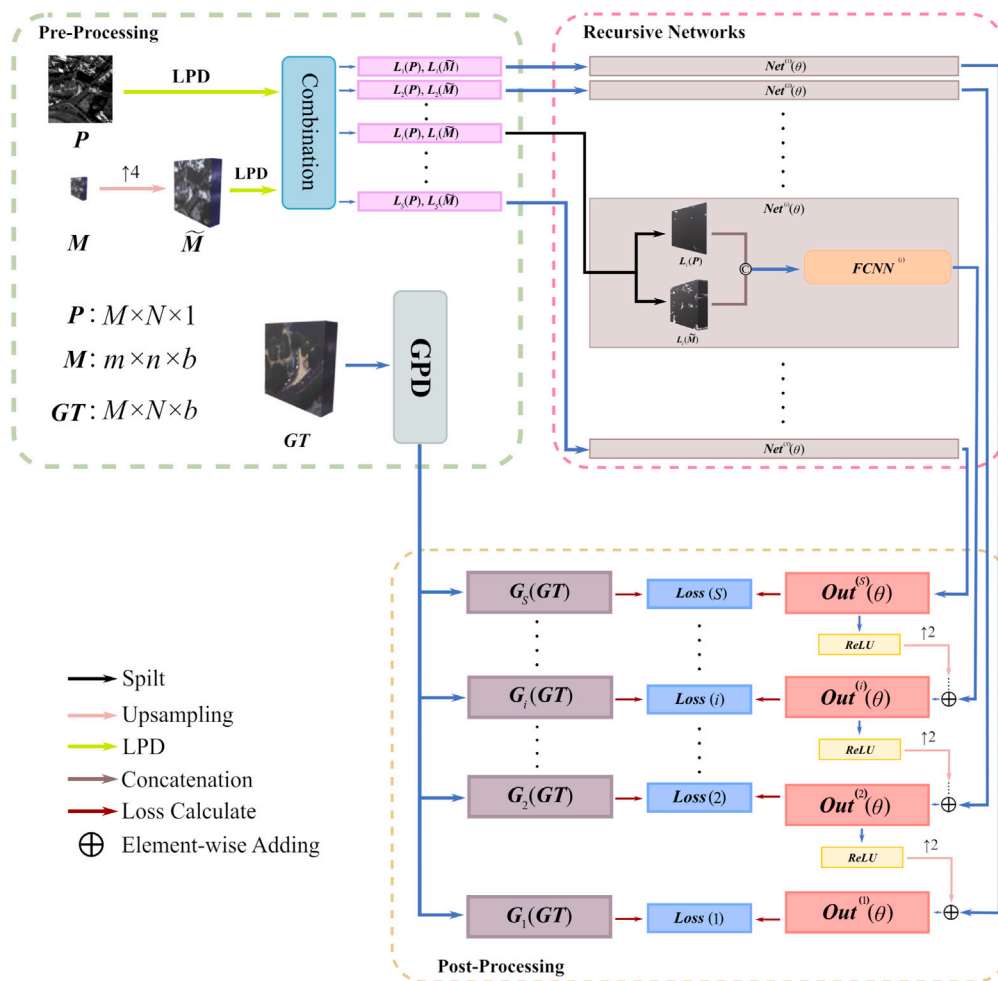 Pre-Processing
P
LPD
M
↑4
M̃
LPD
Combination
L₁(P), L₁(M̃)
L₂(P), L₂(M̃)
Lᵢ(P), Lᵢ(M̃)
L_S(P), L_S(M̃)
P : M×N×1
M : m×n×b
GT : M×N×b
GT
GPD
Recursive Networks
Net⁽¹⁾(θ)
Net⁽²⁾(θ)
Net⁽ⁱ⁾(θ)
Lᵢ(P)
Lᵢ(M̃)
©
FCNN⁽ⁱ⁾
Net⁽ˢ⁾(θ)
G_S(GT)
Loss (S)
Out⁽ˢ⁾(θ)
ReLU
↑2
Gᵢ(GT)
Loss (i)
Out⁽ⁱ⁾(θ)
ReLU
↑2
G₂(GT)
Loss (2)
Out⁽²⁾(θ)
ReLU
↑2
G₁(GT)
Loss (1)
Out⁽¹⁾(θ)
Post-Processing
Spilt
Upsampling
LPD
Concatenation
Loss Calculate
⊕ Element-wise Adding